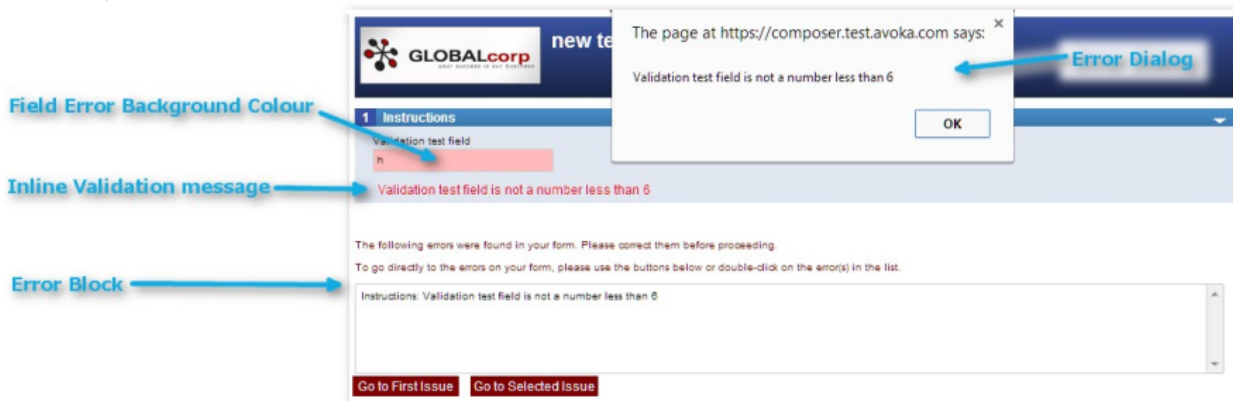 GLOBALcorp
new te
The page at https://composer.test.avoka.com says:
×
Validation test field is not a number less than 6
OK
Error Dialog
Field Error Background Colour
1 Instructions
Validation test field
h
Inline Validation message
Validation test field is not a number less than 6
The following errors were found in your form. Please correct them before proceeding.
To go directly to the errors on your form, please use the buttons below or double-click on the error(s) in the list.
Error Block
Instructions: Validation test field is not a number less than 6
Go to First Issue
Go to Selected Issue